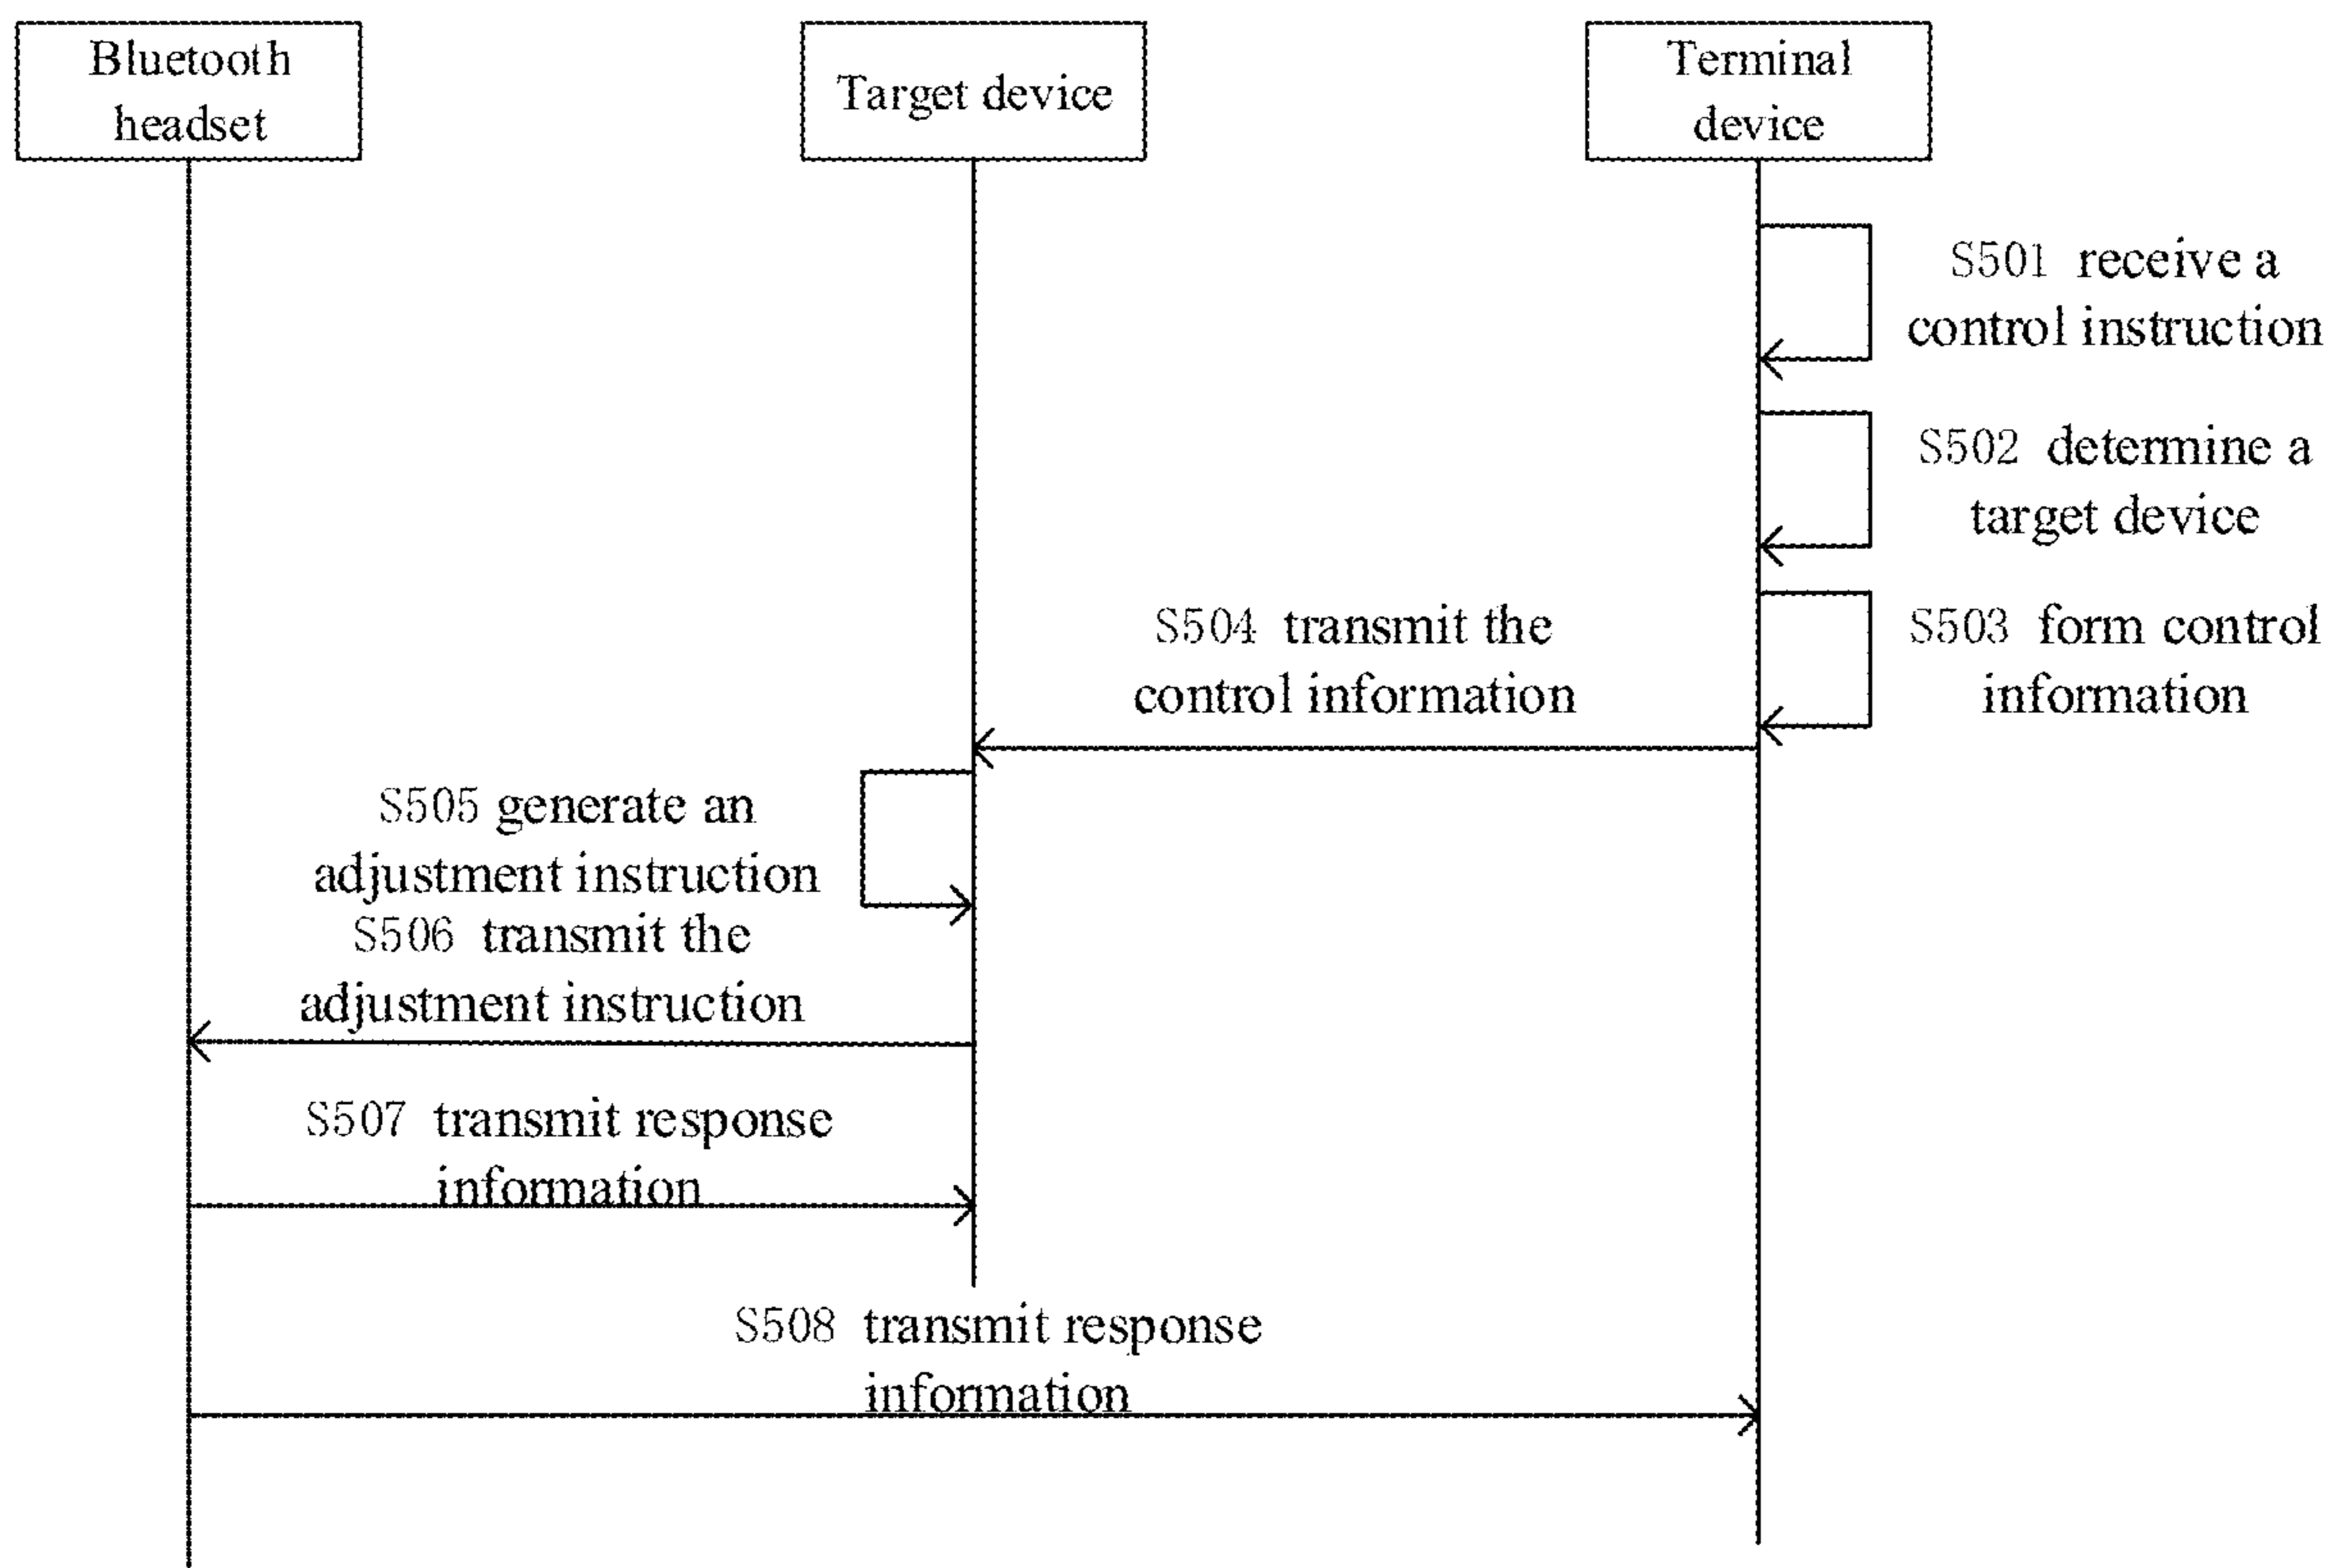 Bluetooth
headset
Target device
Terminal
device
S501 receive a
control instruction
S502 determine a
target device
S503 form control
information
S504 transmit the
control information
S505 generate an
adjustment instruction
S506 transmit the
adjustment instruction
S507 transmit response
information
S508 transmit response
information